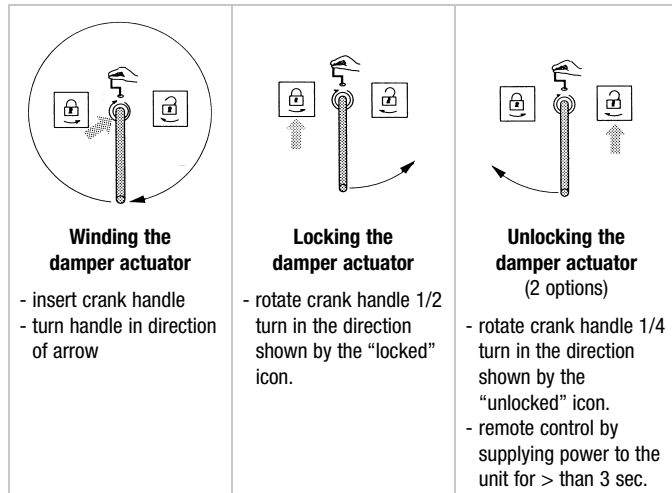 Winding the
damper actuator
- insert crank handle
- turn handle in direction
of arrow
Locking the
damper actuator
- rotate crank handle 1/2
turn in the direction
shown by the “locked”
icon.
Unlocking the
damper actuator
(2 options)
- rotate crank handle 1/4
turn in the direction
shown by the
“unlocked” icon.
- remote control by
supplying power to the
unit for > than 3 sec.